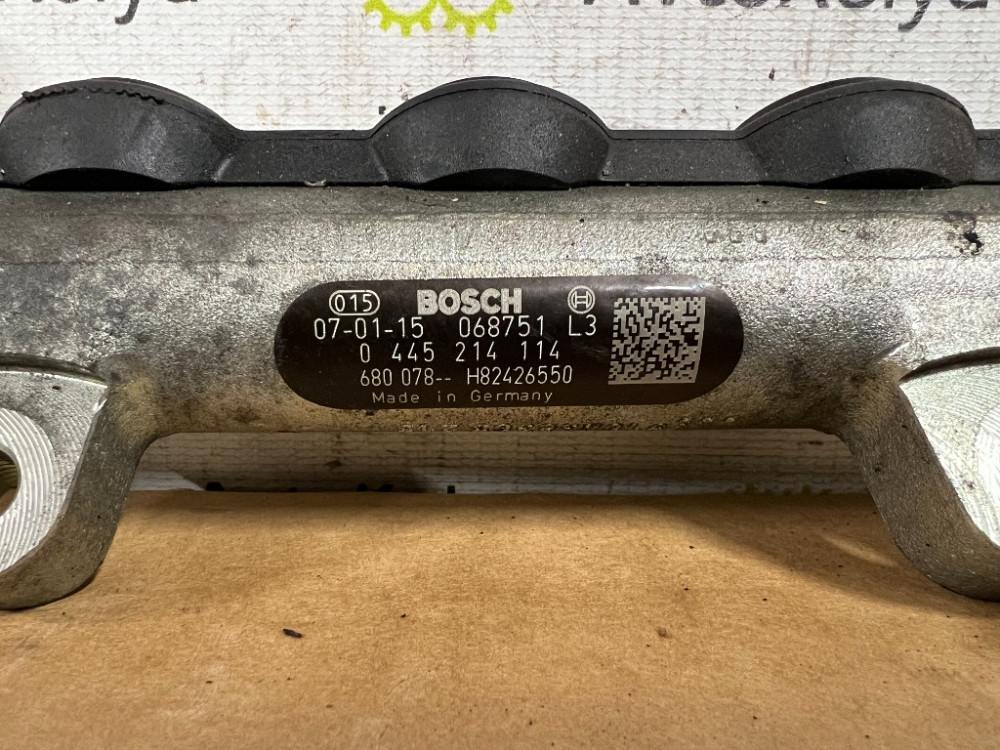 015 BOSCH
07-01-15 068751 L3
0 445 214 114
680 078-- H82426550
Made in Germany